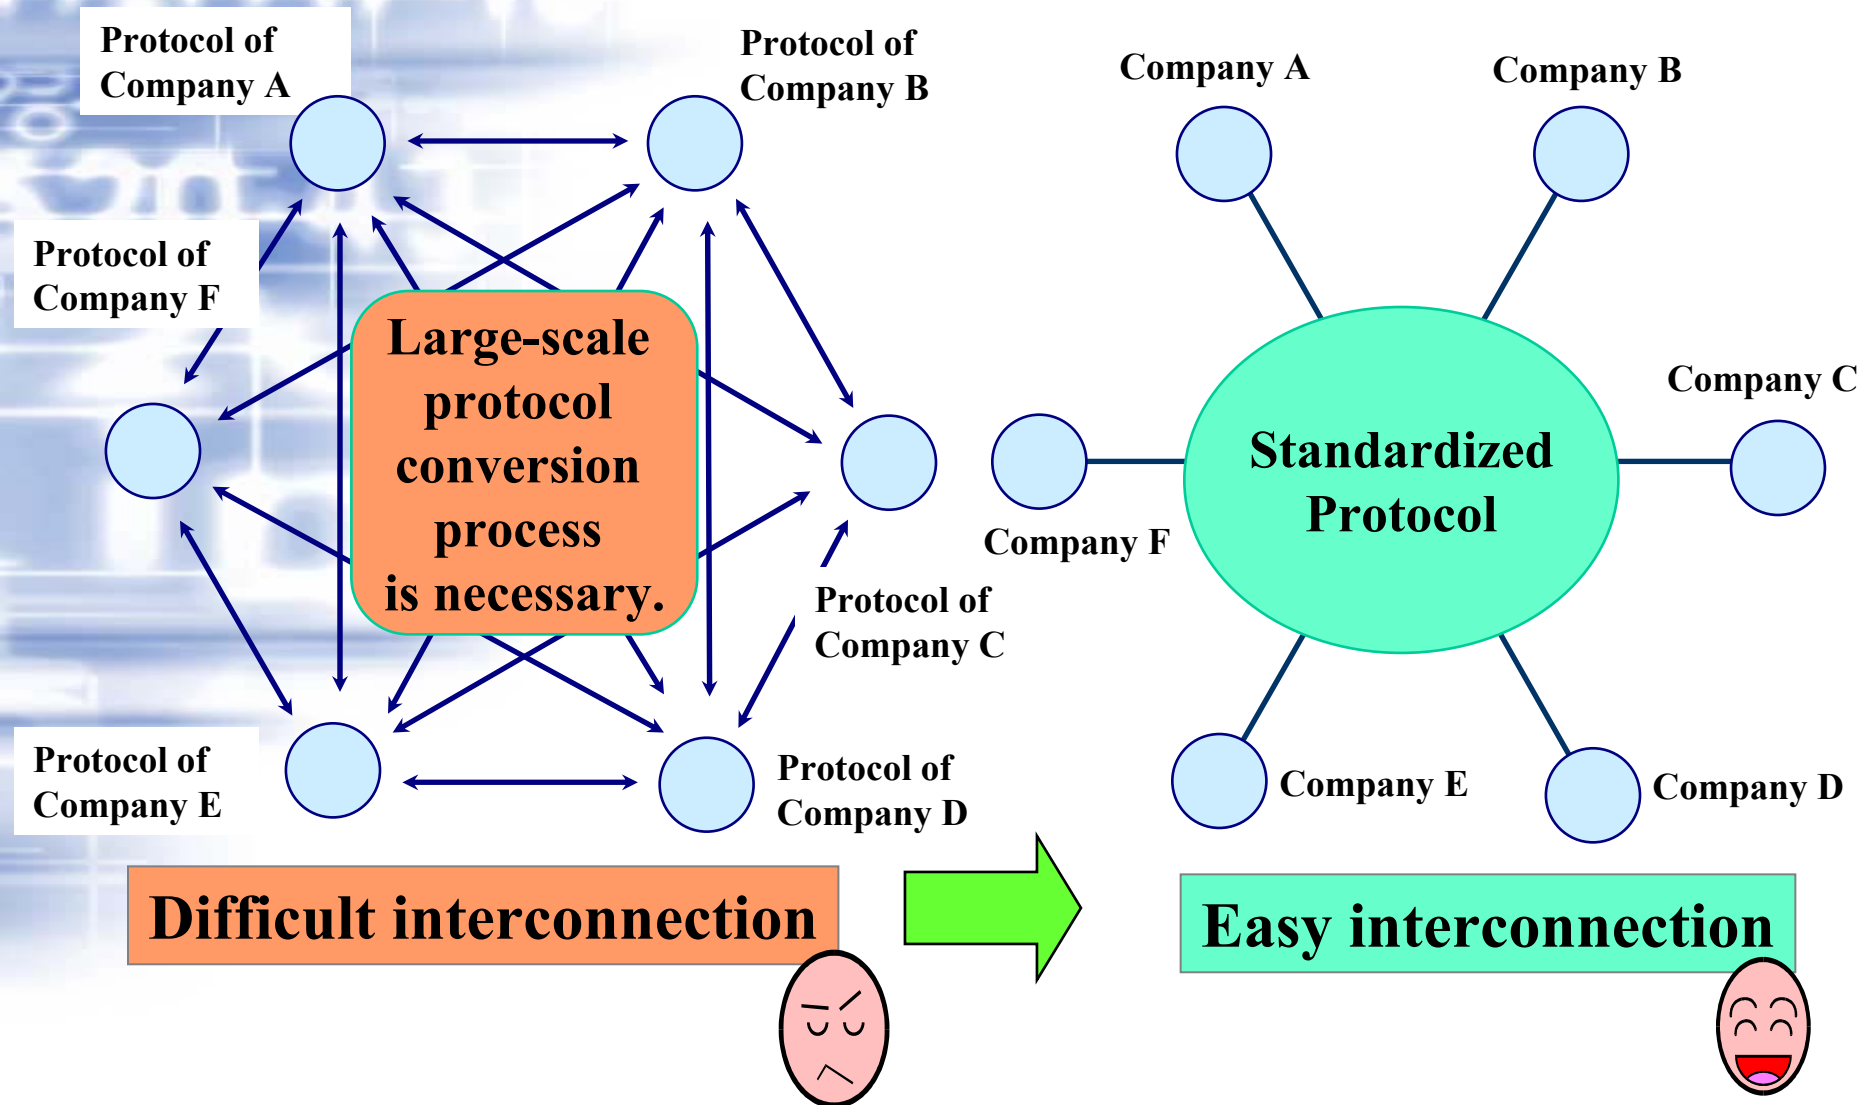 Protocol of
Company A
Protocol of
Company B
Protocol of
Company F
Large-scale
protocol
conversion
process
is necessary.
Protocol of
Company C
Protocol of
Company E
Protocol of
Company D
Difficult interconnection
Company A
Company B
Company C
Standardized
Protocol
Company F
Company E
Company D
Easy interconnection